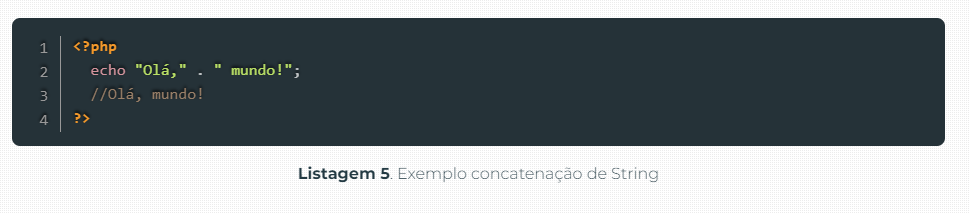 1 <?php
2 echo "Olá," . " mundo!";
3 //Olá, mundo!
4 ?>
Listagem 5. Exemplo concatenação de String